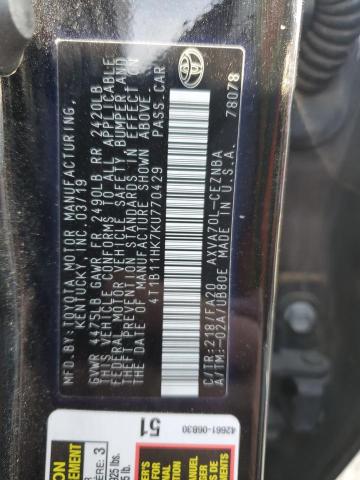 MFD.BY:TOYOTA MOTOR MANUFACTURING,
KENTUCKY, INC. 03/19
GVWR 4475LB GAWR FR 2490LB RR 2420LB
THIS VEHICLE CONFORMS TO ALL APPLICABLE
FEDERAL MOTOR VEHICLE SAFETY, BUMPER AND
THEFT PREVENTION STANDARDS IN EFFECT ON
THE DATE OF MANUFACTURE SHOWN ABOVE.
4T1B11HK7KU770429 PASS.CAR
C/TR:218/FA20 AXVA70L-CEZNBA
A/TR:-02A/UB80E MADE IN U.S.A.
78078
42661-06B30
51